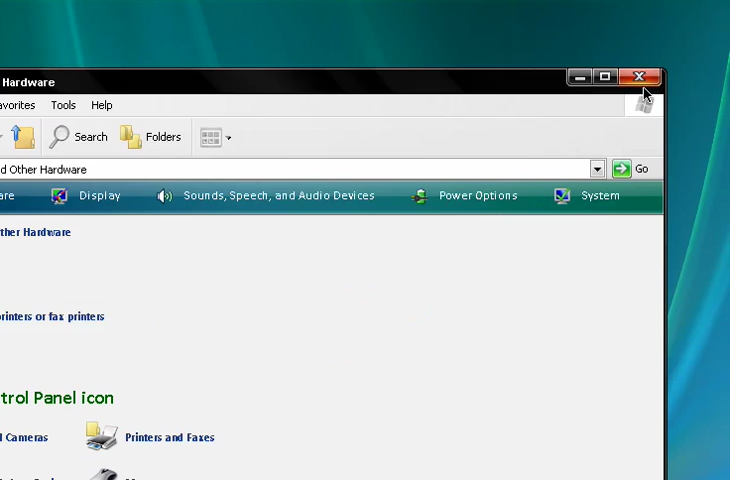 Hardware
avorites Tools Help
Search Folders
d Other Hardware Go
are Display Sounds, Speech, and Audio Devices Power Options System
ther Hardware
rinters or fax printers
trol Panel icon
l Cameras Printers and Faxes